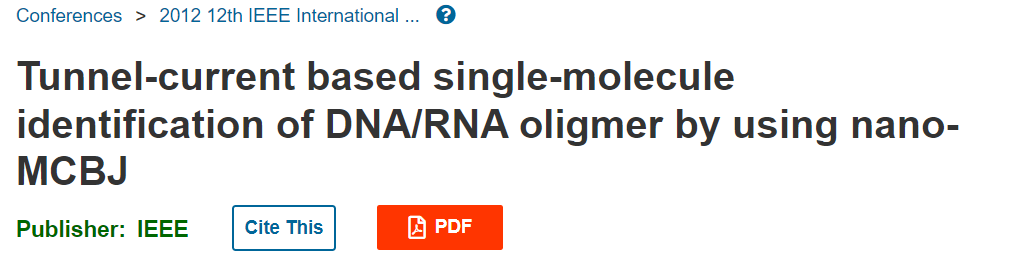 Conferences > 2012 12th IEEE International ... ?
Tunnel-current based single-molecule
identification of DNA/RNA oligmer by using nano-
MCBJ
Publisher: IEEE Cite This PDF